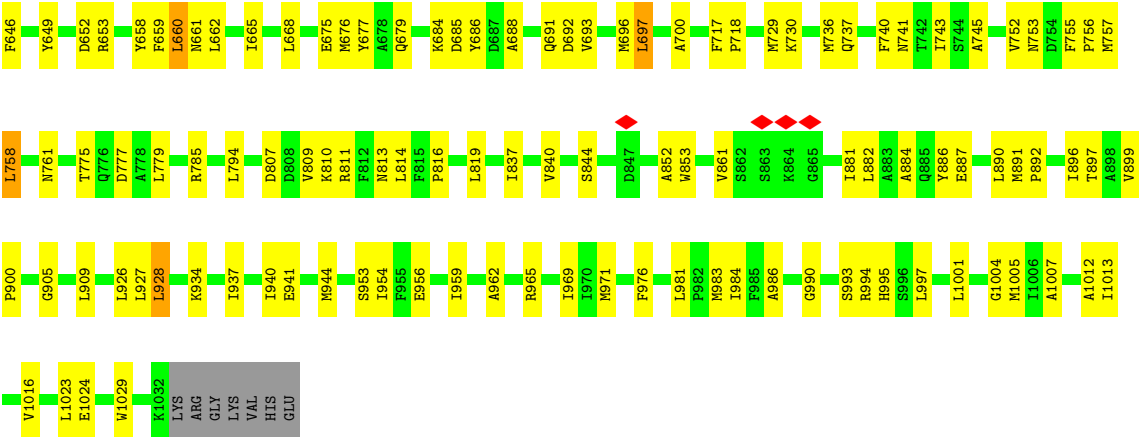 F646 Y649 D652 R653 Y658 F659 L660 N661 L662 I665 L668 E675 M676 Y677 A678 Q679 K684 D685 Y686 D687 A688 Q691 D692 V693 M696 L697 A700 F717 P718 M729 K730 M736 Q737 F740 N741 T742 I743 S744 A745 V752 N753 D754 F755 P756 M757
L758 N761 T775 Q776 D777 A778 L779 R785 L794 D807 D808 V809 K810 R811 F812 N813 L814 F815 P816 L819 I837 V840 S844 D847 A852 W853 V861 S862 S863 K864 G865 I881 L882 A883 A884 Q885 Y886 E887 L890 M891 P892 I896 T897 A898 V899
P900 G905 L909 L926 L927 L928 K934 I937 I940 E941 M944 S953 I954 F955 E956 I959 A962 R965 I969 I970 M971 F976 L981 P982 M983 I984 F985 A986 G990 S993 R994 H995 S996 L997 L1001 G1004 M1005 I1006 A1007 A1012 I1013
V1016 L1023 E1024 W1029 K1032 LYS ARG GLY LYS VAL HIS GLU